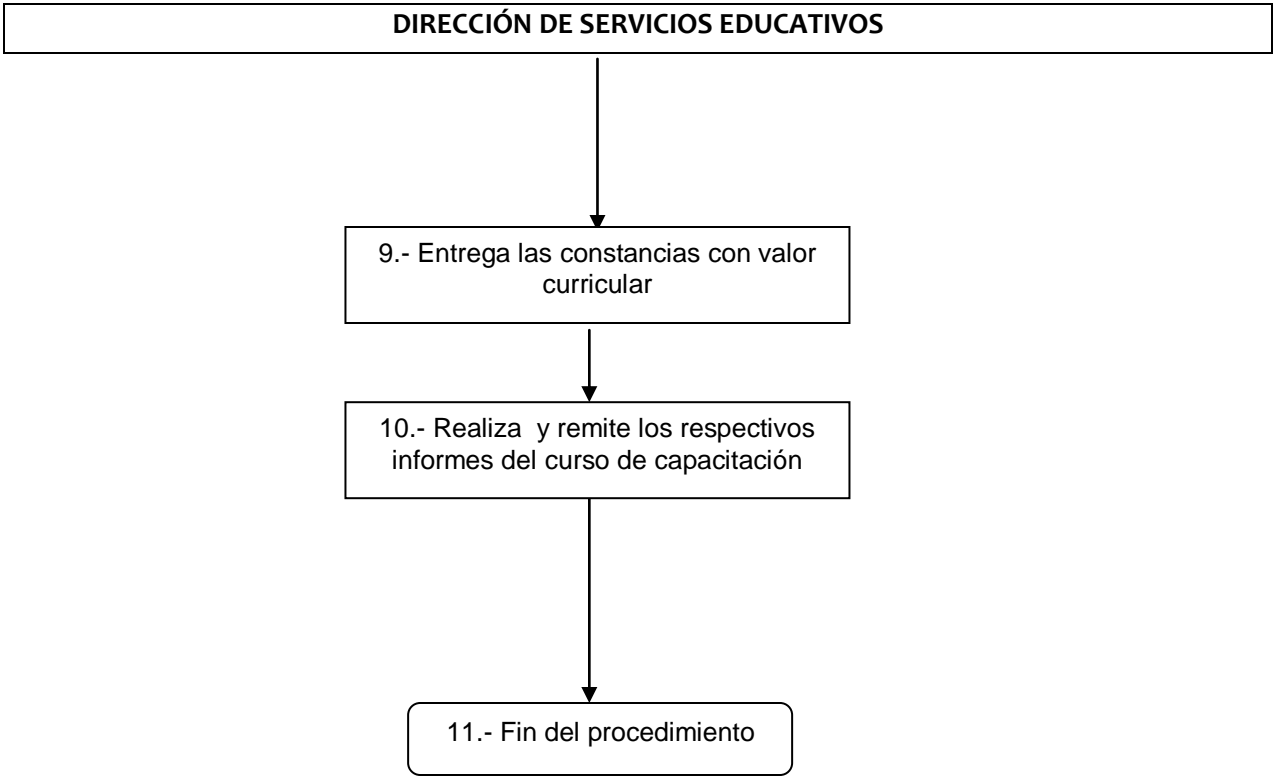 DIRECCIÓN DE SERVICIOS EDUCATIVOS
9.- Entrega las constancias con valor
curricular
10.- Realiza  y remite los respectivos
informes del curso de capacitación
11.- Fin del procedimiento